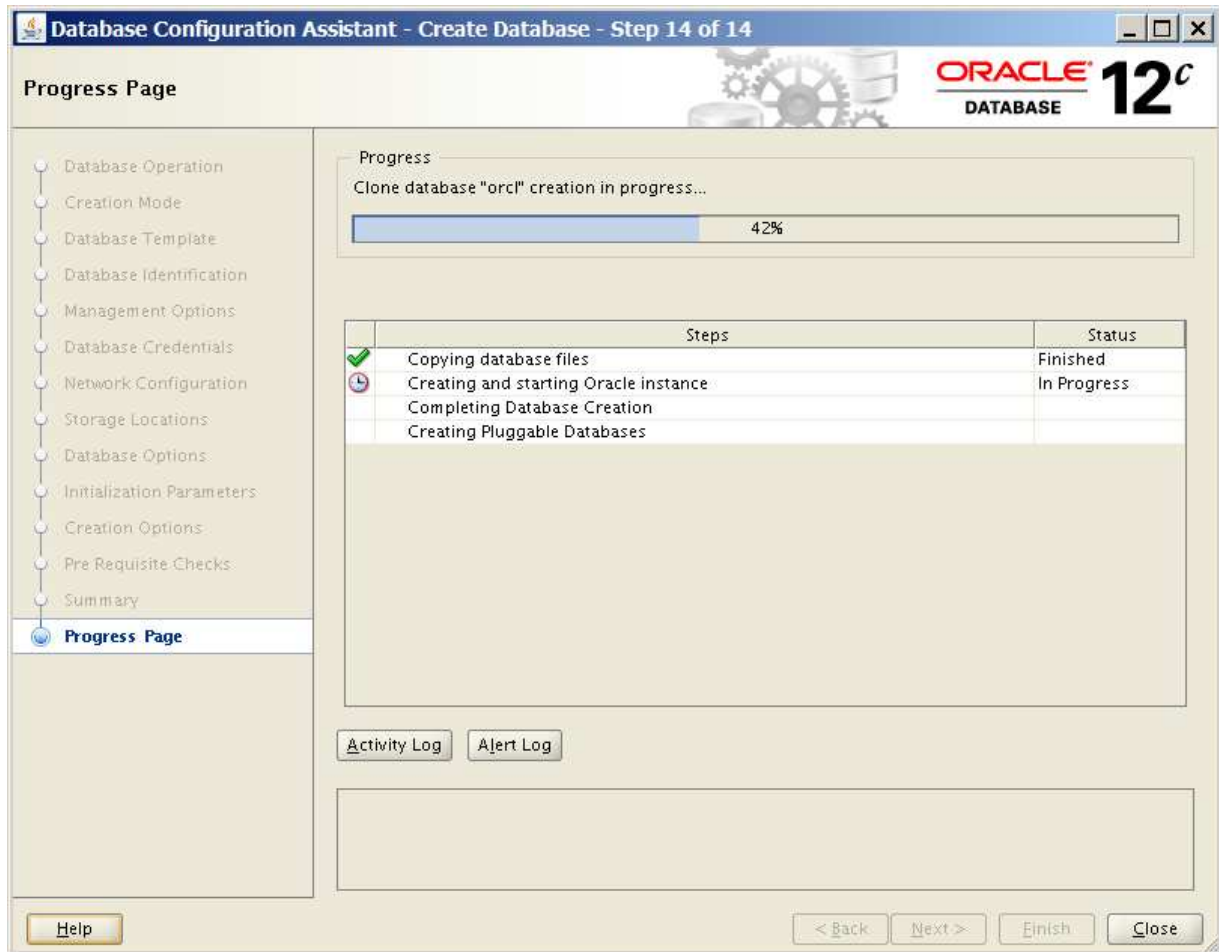 Database Configuration Assistant - Create Database - Step 14 of 14
Progress Page
ORACLE® 12c
DATABASE
Database Operation
Creation Mode
Database Template
Database Identification
Management Options
Database Credentials
Network Configuration
Storage Locations
Database Options
Initialization Parameters
Creation Options
Pre Requisite Checks
Summary
Progress Page
Progress
Clone database "orcl" creation in progress...
42%
Steps Status
Copying database files Finished
Creating and starting Oracle instance In Progress
Completing Database Creation
Creating Pluggable Databases
Activity Log Alert Log
Help < Back Next > Finish Close